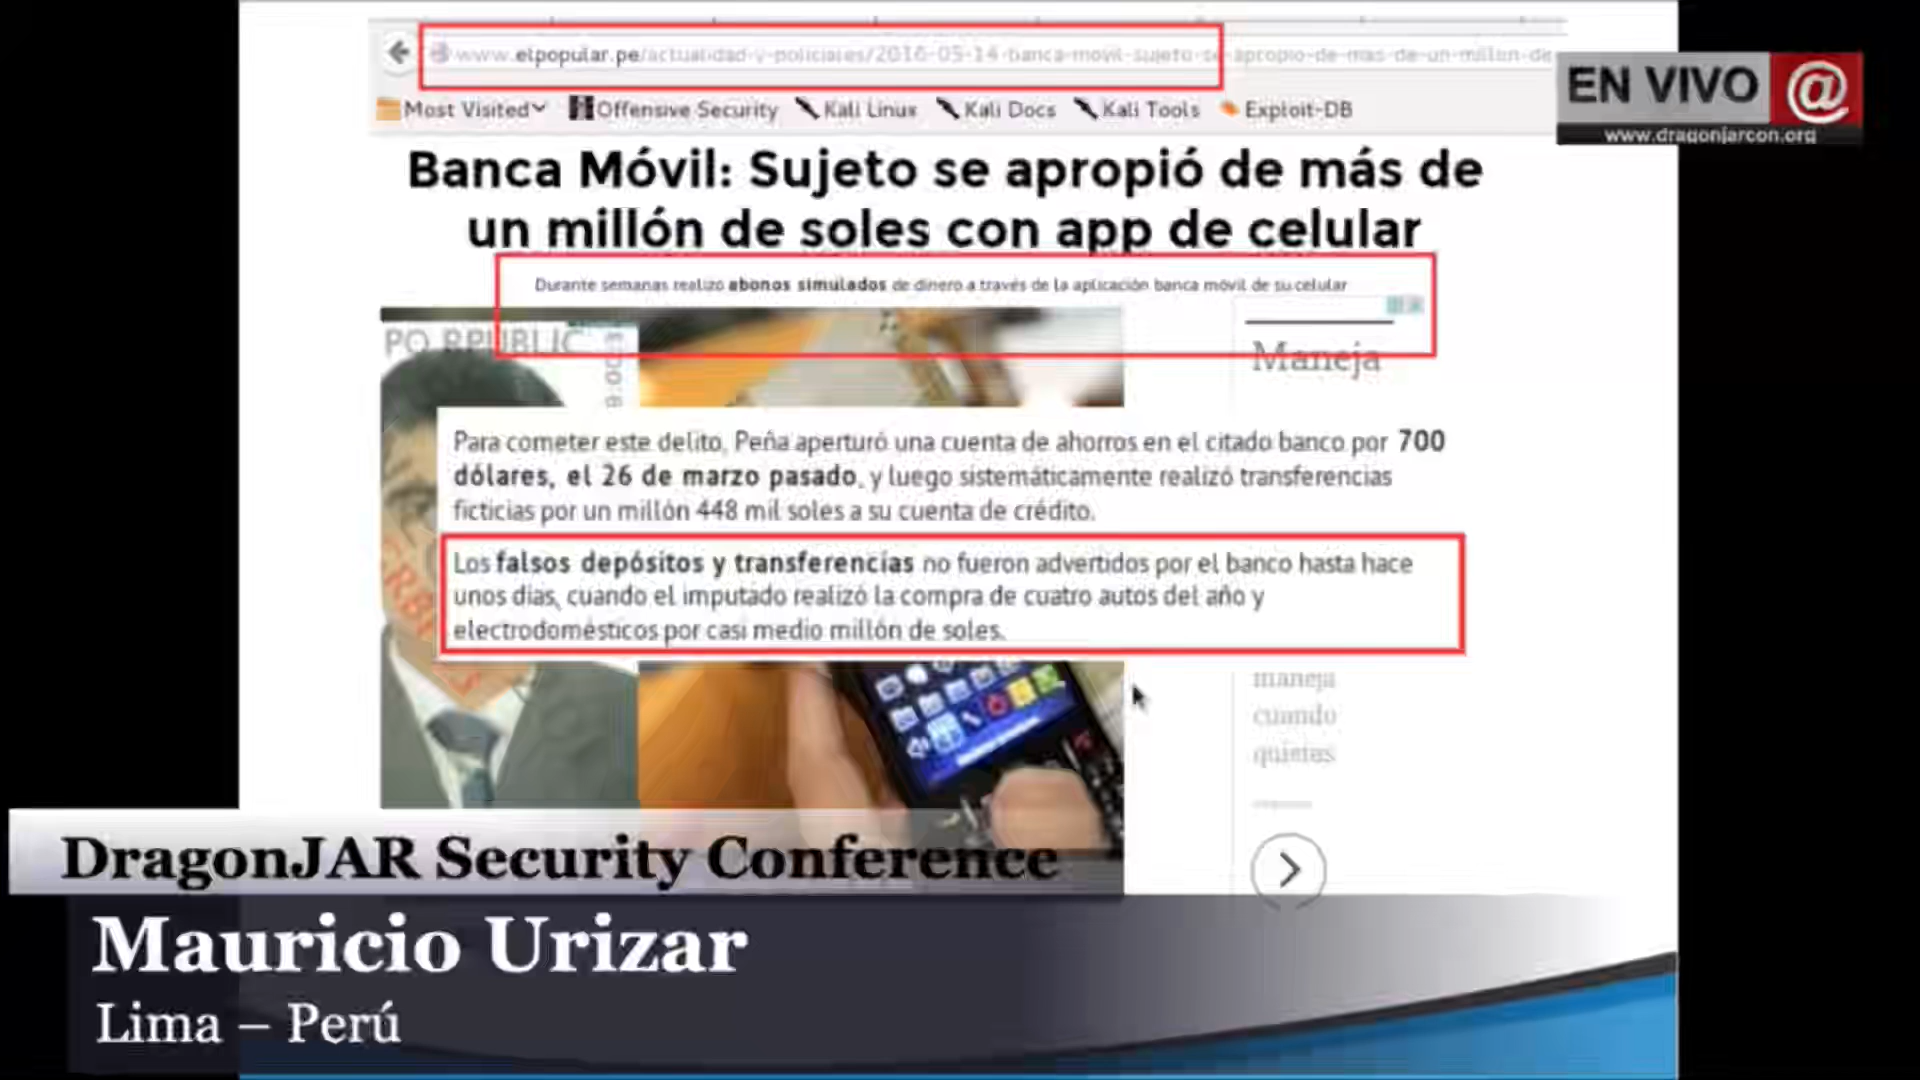 www.elpopular.pe/actualidad-y-policiales/2016-05-14-banca-movil-sujeto-se-apropio-de-mas-de-un-millon-de
EN VIVO @
www.dragonjarcon.org
Most Visited Offensive Security Kali Linux Kali Docs Kali Tools Exploit-DB
Banca Móvil: Sujeto se apropió de más de
un millón de soles con app de celular
Durante semanas realizó abonos simulados de dinero a través de la aplicación banca móvil de su celular
PO RPUBLIC
Maneja
Para cometer este delito, Peña aperturó una cuenta de ahorros en el citado banco por 700
dólares, el 26 de marzo pasado, y luego sistemáticamente realizó transferencias
ficticias por un millón 448 mil soles a su cuenta de crédito.
Los falsos depósitos y transferencias no fueron advertidos por el banco hasta hace
unos días, cuando el imputado realizó la compra de cuatro autos del año y
electrodomésticos por casi medio millón de soles.
maneja
cuando
quieras
DragonJAR Security Conference
Mauricio Urizar
Lima – Perú